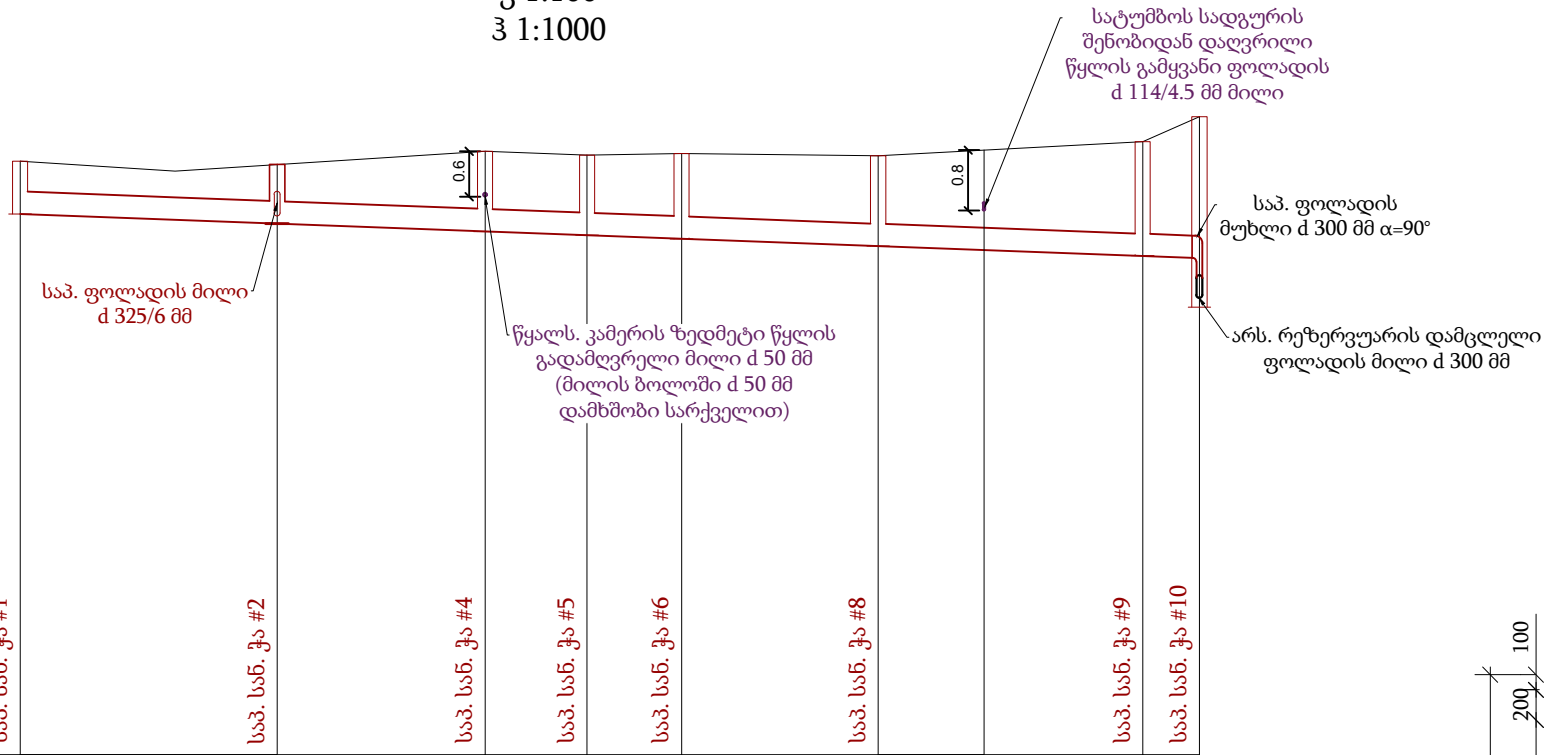 ჰ 1:1000
სატუმბოს სადგურის
შენობიდან დაღვრილი
წყლის გამყვანი ფოლადის
d 114/4.5 მმ მილი
0.6
0.8
საპ. ფოლადის
მუხლი d 300 მმ α=90°
საპ. ფოლადის მილი
d 325/6 მმ
წყალს. კამერის ზედმეტი წყლის
გადამღვრელი მილი d 50 მმ
(მილის ბოლოში d 50 მმ
დამხშობი სარქველით)
არს. რეზერვუარის დამცლელი
ფოლადის მილი d 300 მმ
საპ. სან. ჭა #1
საპ. სან. ჭა #2
საპ. სან. ჭა #4
საპ. სან. ჭა #5
საპ. სან. ჭა #6
საპ. სან. ჭა #8
საპ. სან. ჭა #9
საპ. სან. ჭა #10
100
200